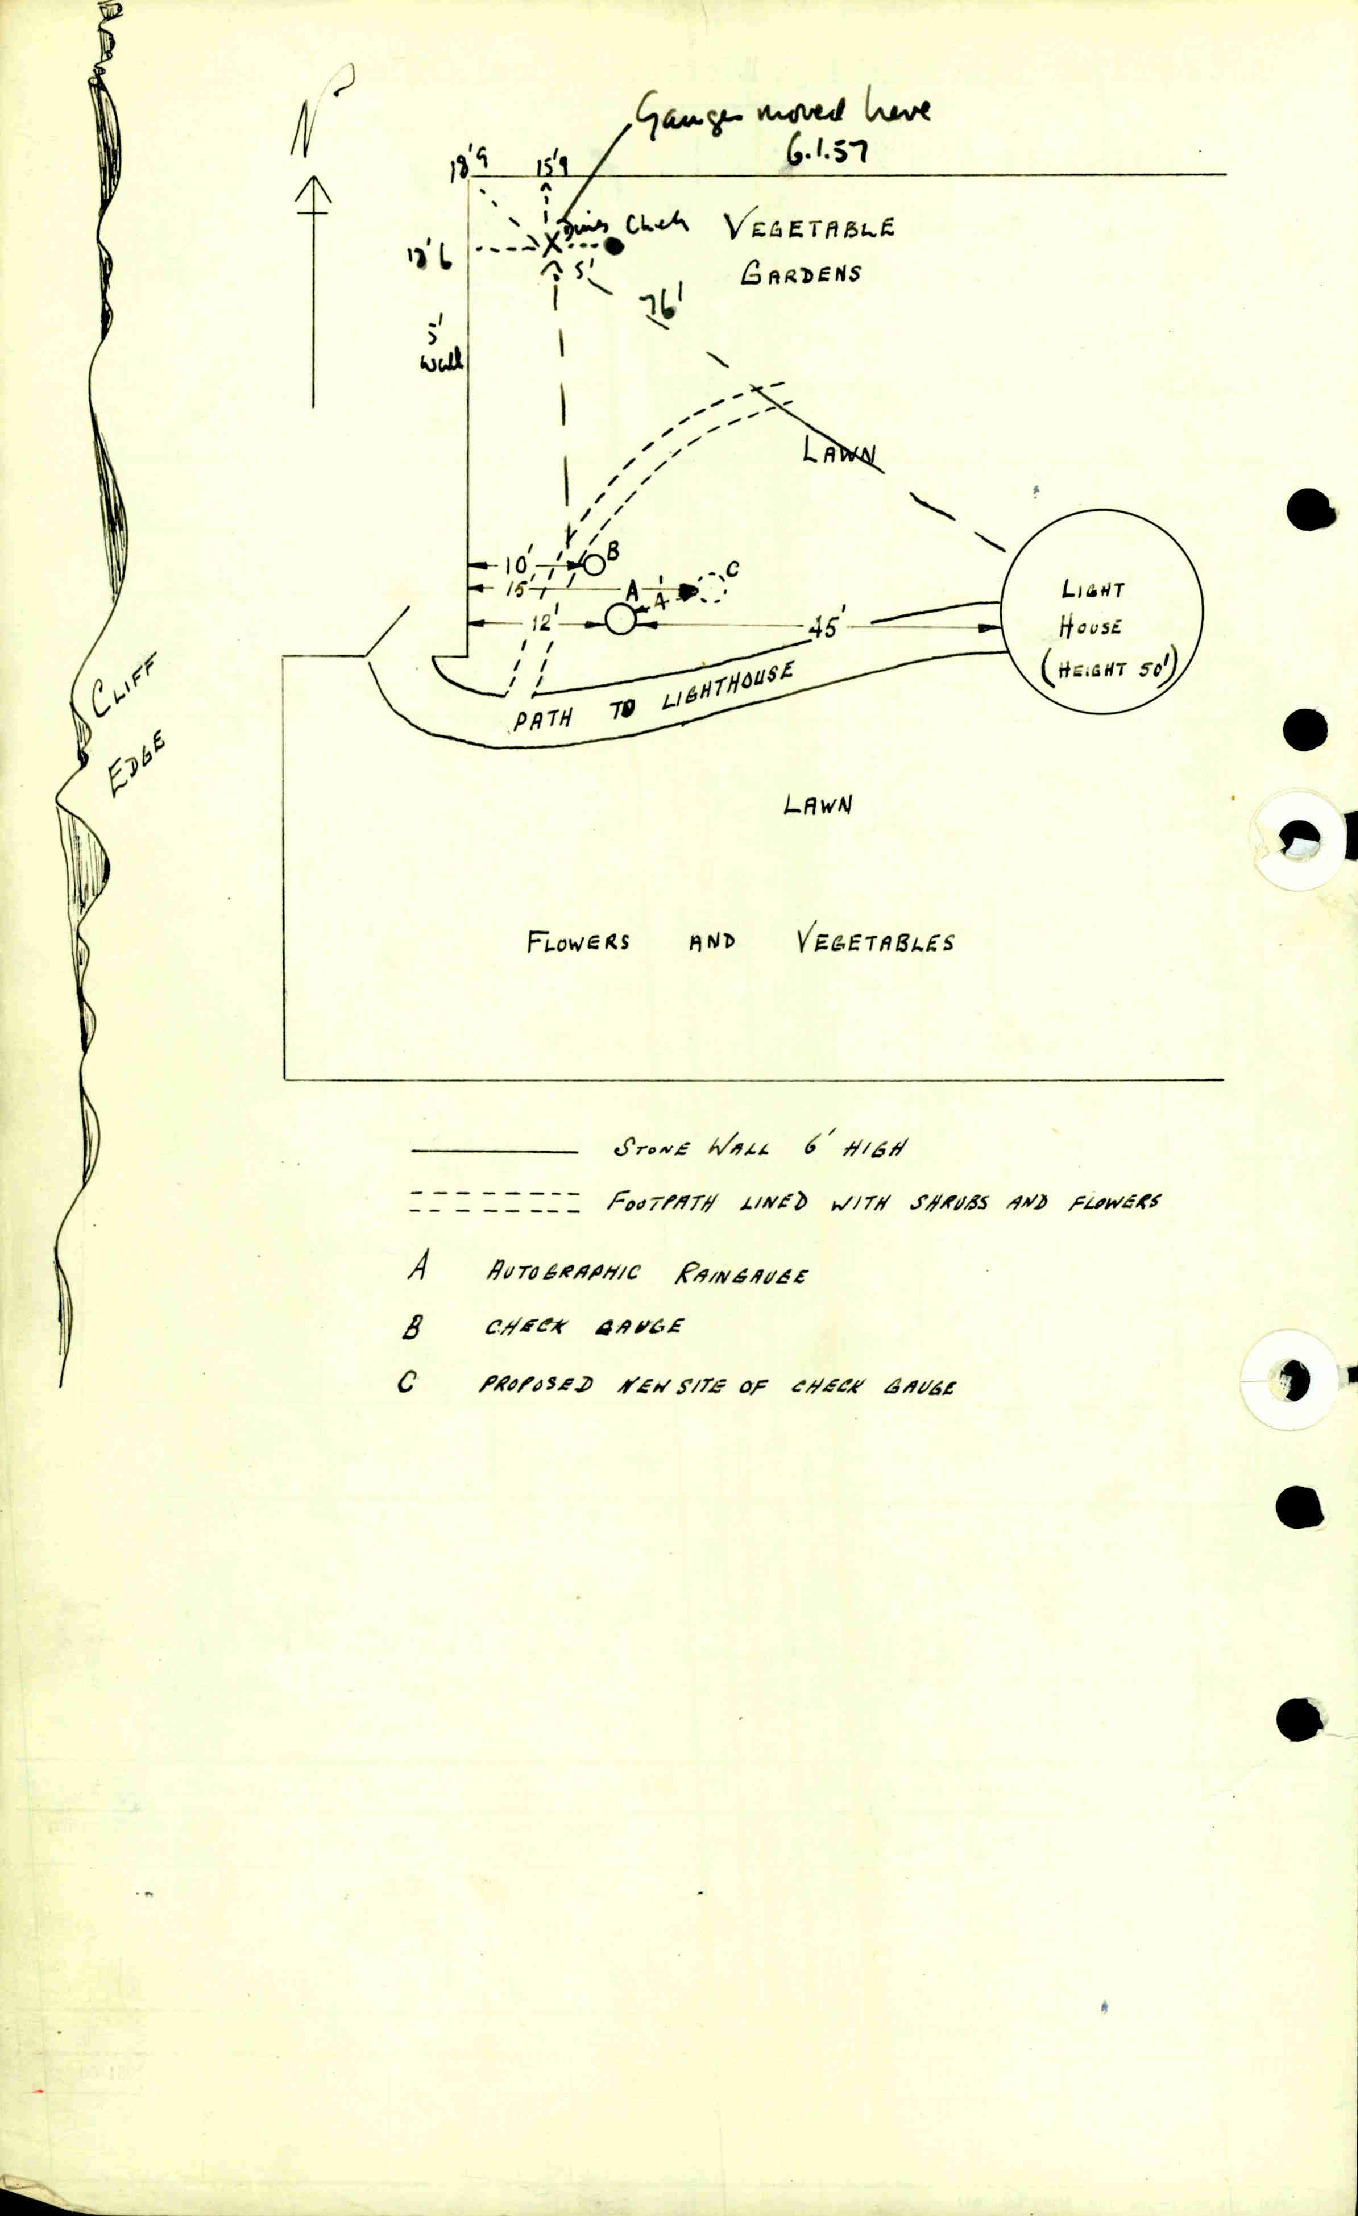 N
Gauges moved here
6.1.57
18'9 15'9
Dines Check
VEGETABLE
GARDENS
12'6
5'
76'
5'
Wall
LAWN
10'
B
15'
A
4'
C
12'
45'
LIGHT
HOUSE
(HEIGHT 50')
PATH TO LIGHTHOUSE
CLIFF
EDGE
LAWN
FLOWERS AND VEGETABLES
STONE WALL 6' HIGH
FOOTPATH LINED WITH SHRUBS AND FLOWERS
A AUTOGRAPHIC RAINGAUGE
B CHECK GAUGE
C PROPOSED NEW SITE OF CHECK GAUGE